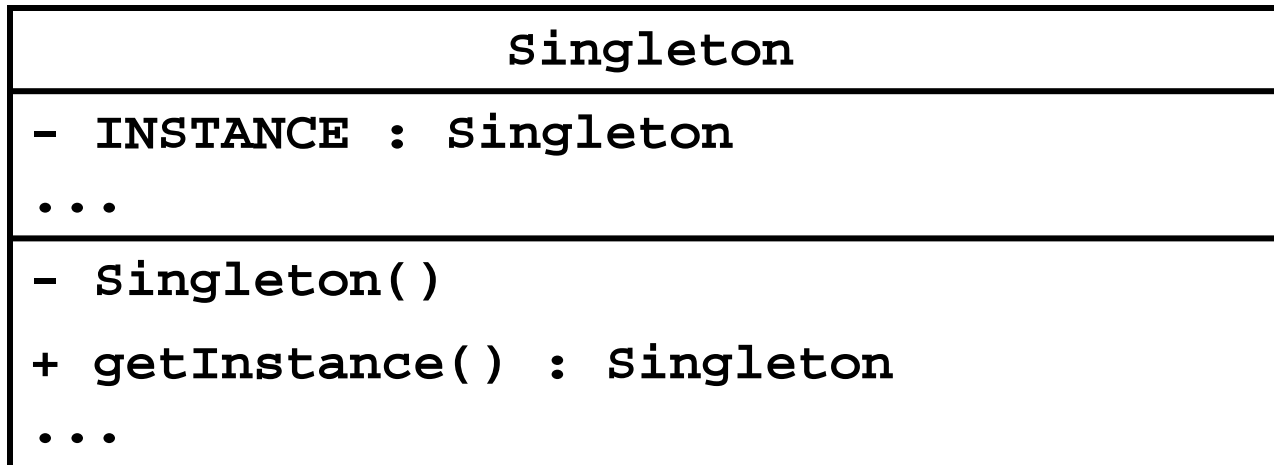 Singleton
- INSTANCE : Singleton
...
- Singleton()
+ getInstance() : Singleton
...